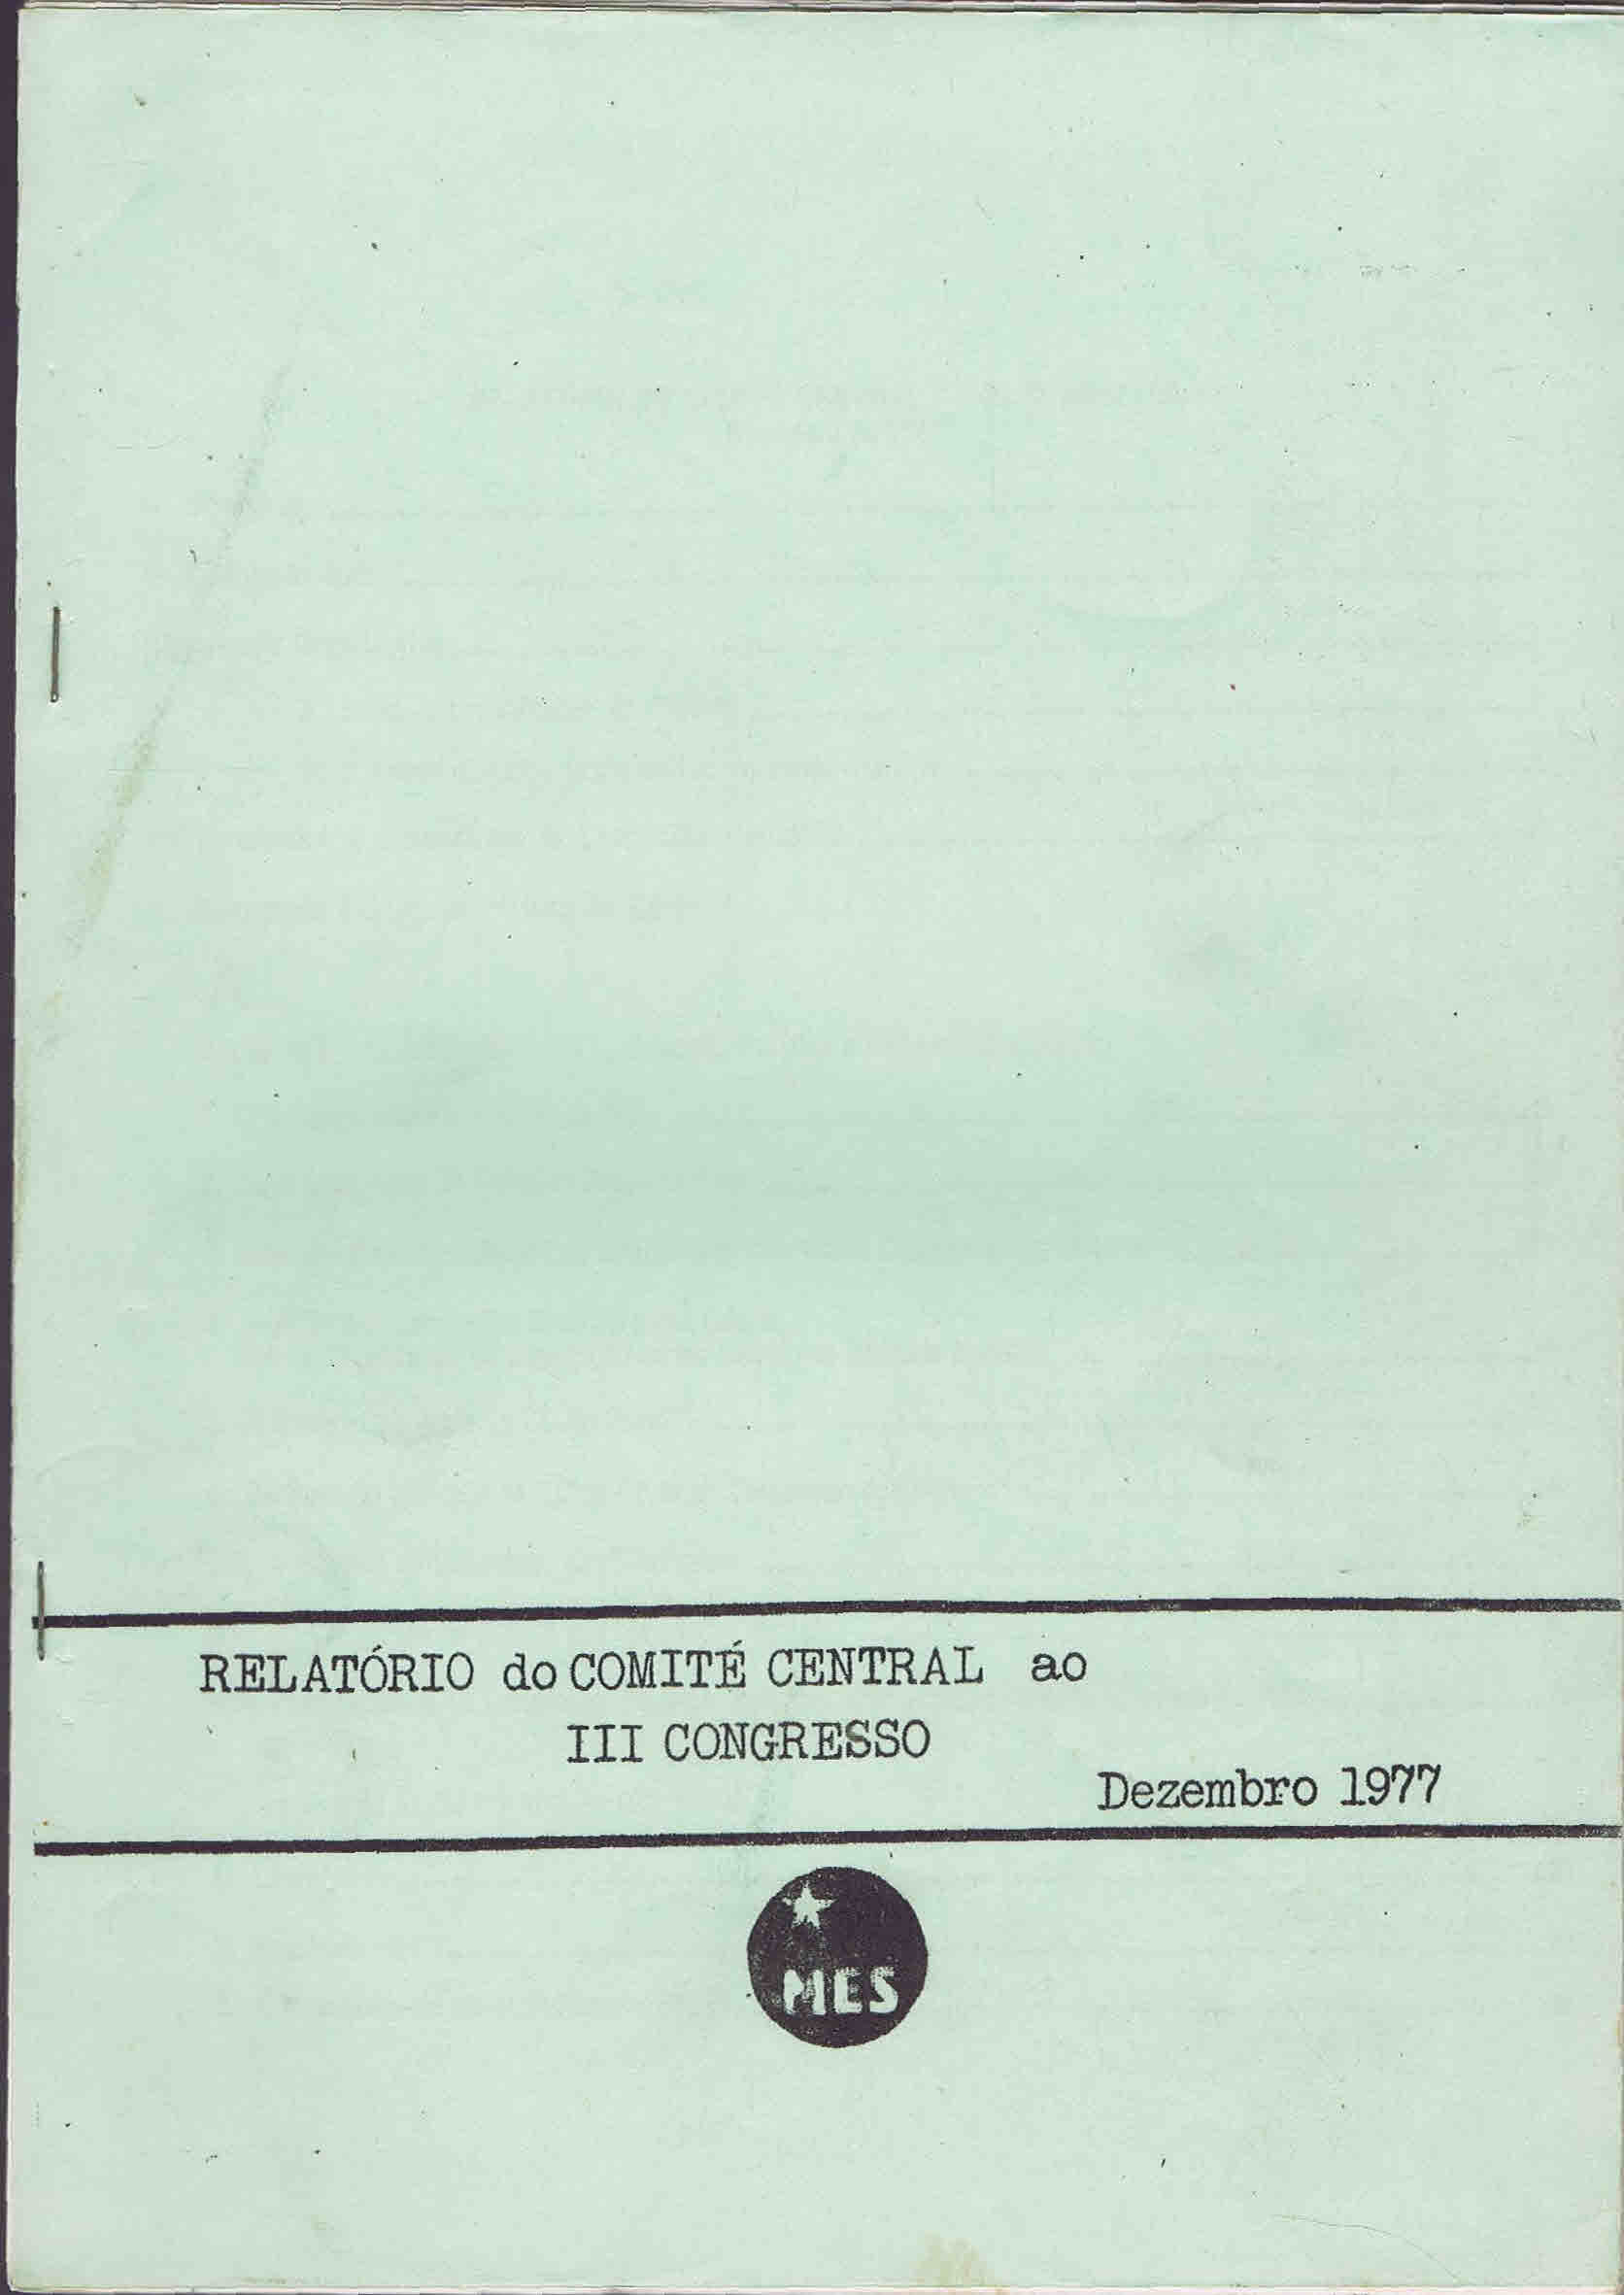 RELATÓRIO do COMITÉ CENTRAL ao
III CONGRESSO
Dezembro 1977
MES